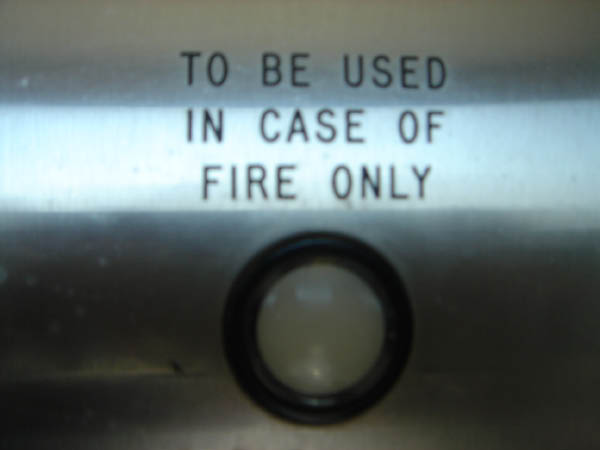 TO BE USED
IN CASE OF
FIRE ONLY